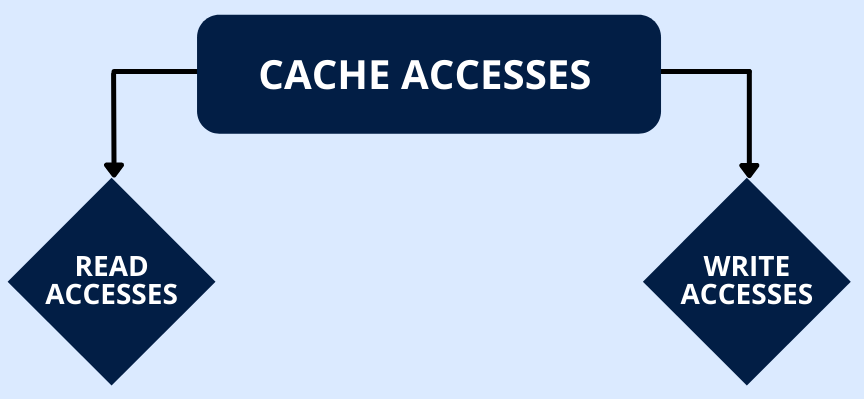 CACHE ACCESSES
READ
ACCESSES
WRITE
ACCESSES